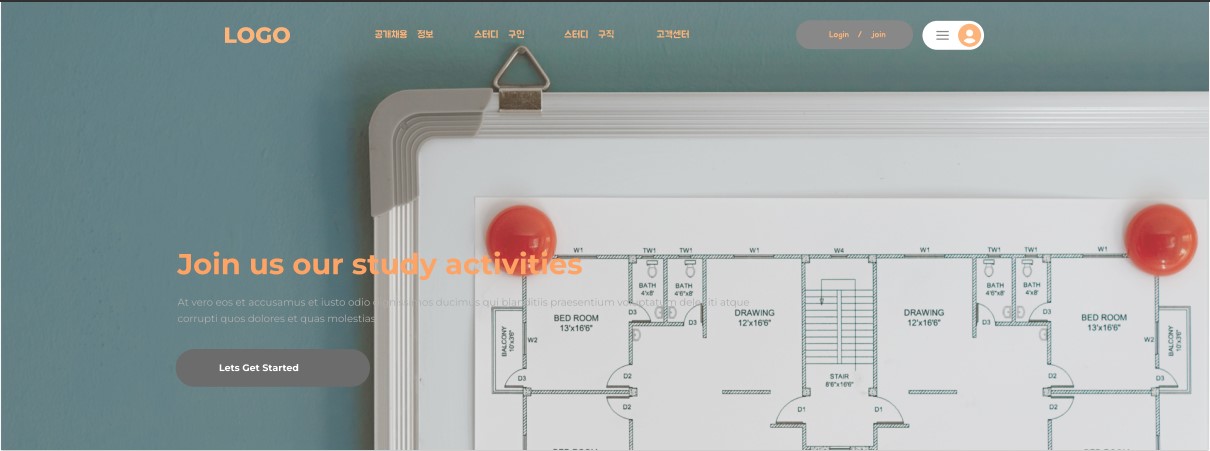 LOGO
공개채용 정보
스터디 구인
스터디 구직
고객센터
Login / join
Join us our study activities
At vero eos et accusamus et iusto odio dignissimos ducimus qui blanditiis praesentium voluptatum deleniti atque
corrupti quos dolores et quas molestias
Lets Get Started
W1
TW1
TW1
W1
W4
W1
TW1
TW1
W1
BATH
4'x8'
BATH
4'6"x8'
BATH
4'6"x8'
BATH
4'x8'
BED ROOM
13'x16'6"
D3
D3
DRAWING
12'x16'6"
DRAWING
12'x16'6"
D3
D3
BED ROOM
13'x16'6"
BALCONY
10'x3'6"
W2
W2
BALCONY
10'x3'6"
STAIR
8'6"x16'6"
D3
D2
D2
D3
D2
D1
D1
D2
BED ROOM
BED ROOM